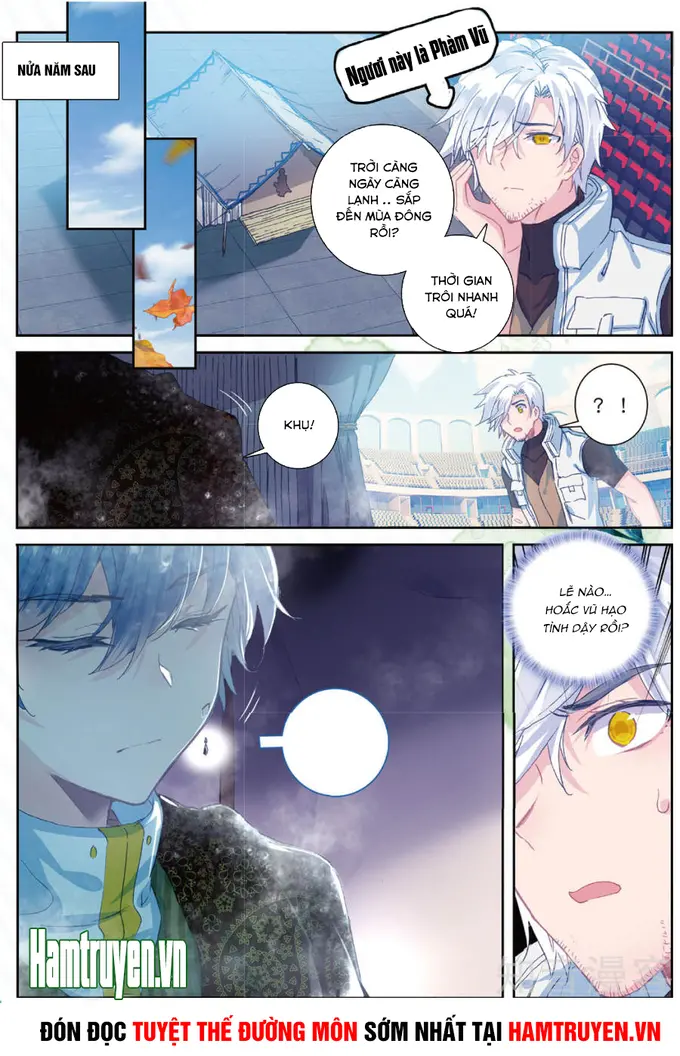 NỬA NĂM SAU
Ngươi này là Phàm Vũ
TRỜI CÀNG
NGÀY CÀNG
LẠNH .. SẮP
ĐẾN MÙA ĐÔNG
RỒI?
THỜI GIAN
TRÔI NHANH
QUÁ!
KHỤ!
? !
LẼ NÀO...
HOẮC VŨ HẠO
TỈNH DẬY RỒI?
Hamtruyen.vn
ĐÓN ĐỌC TUYỆT THẾ ĐƯỜNG MÔN SỚM NHẤT TẠI HAMTRUYEN.VN